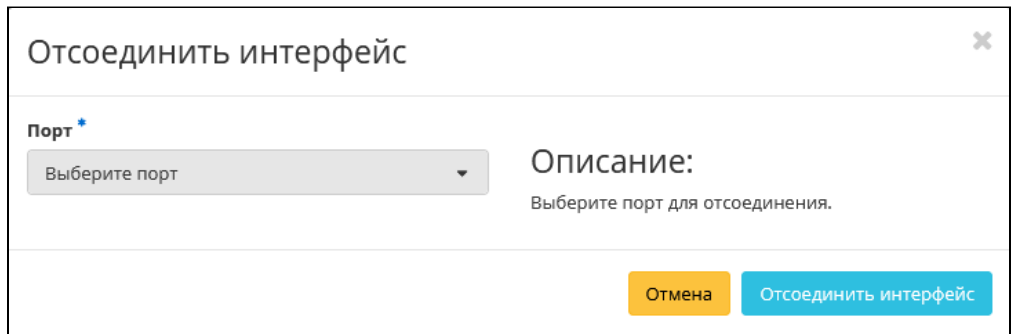 Отсоединить интерфейс
×
Порт *
Выберите порт
Описание:
Выберите порт для отсоединения.
Отмена
Отсоединить интерфейс